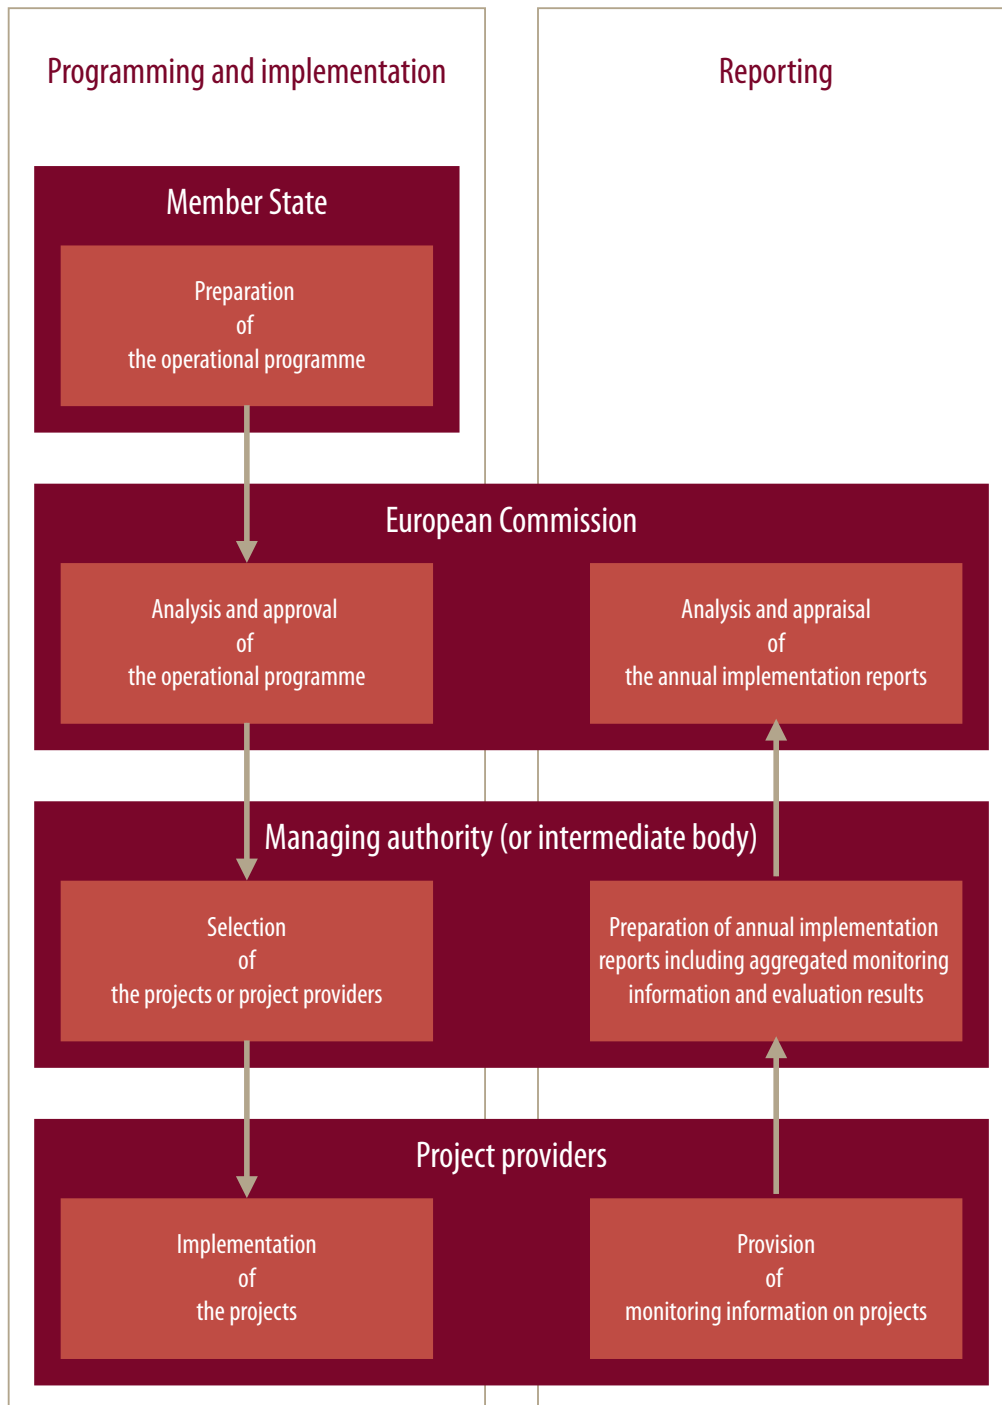 Programming and implementation
Reporting
Member State
Preparation
of
the operational programme
European Commission
Analysis and approval
of
the operational programme
Analysis and appraisal
of
the annual implementation reports
Managing authority (or intermediate body)
Selection
of
the projects or project providers
Preparation of annual implementation
reports including aggregated monitoring
information and evaluation results
Project providers
Implementation
of
the projects
Provision
of
monitoring information on projects